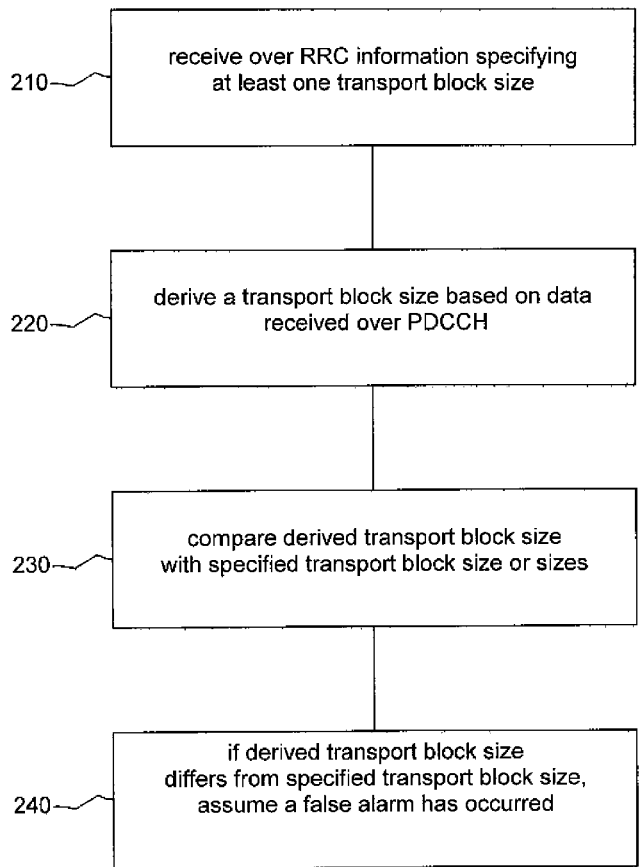 210
receive over RRC information specifying
at least one transport block size
220
derive a transport block size based on data
received over PDCCH
230
compare derived transport block size
with specified transport block size or sizes
240
if derived transport block size
differs from specified transport block size,
assume a false alarm has occurred